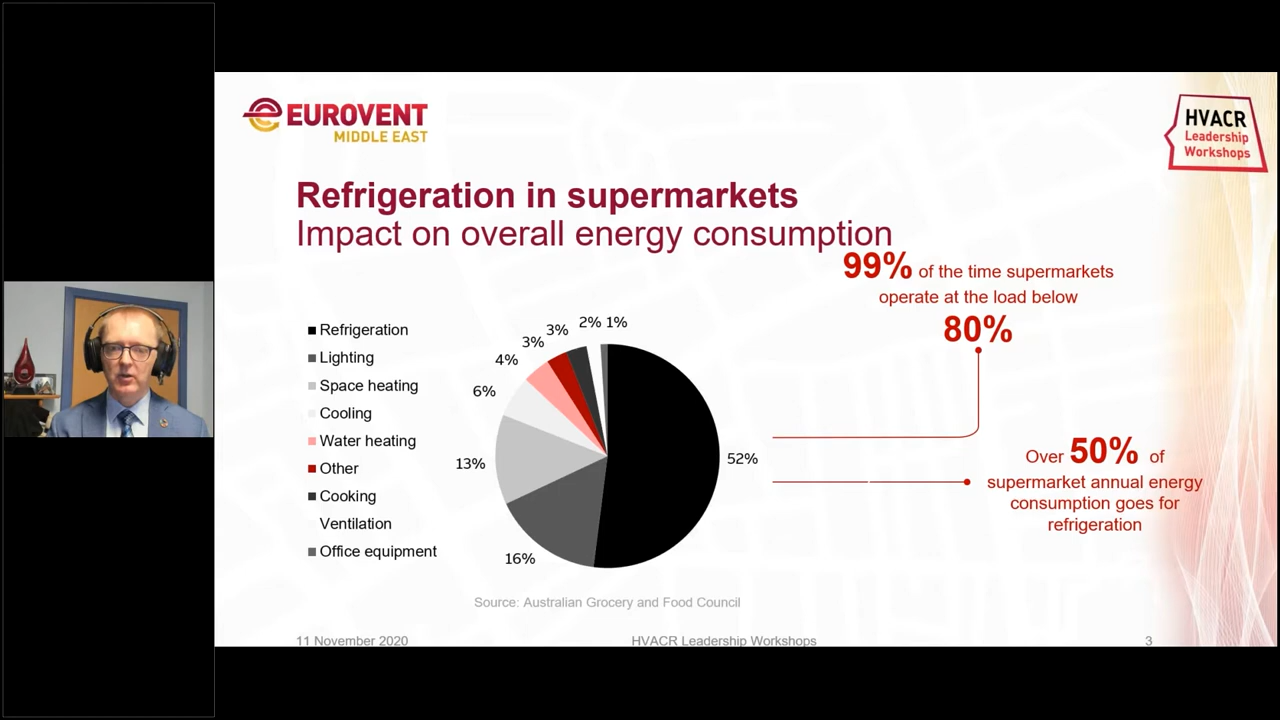 EUROVENT
MIDDLE EAST
HVACR
Leadership
Workshops
Refrigeration in supermarkets
Impact on overall energy consumption
99% of the time supermarkets
operate at the load below
80%
Refrigeration
Lighting
Space heating
Cooling
Water heating
Other
Cooking
Ventilation
Office equipment
52%
16%
13%
6%
4%
3%
3%
2%
1%
Over 50% of
supermarket annual energy
consumption goes for
refrigeration
Source: Australian Grocery and Food Council
11 November 2020
HVACR Leadership Workshops
3